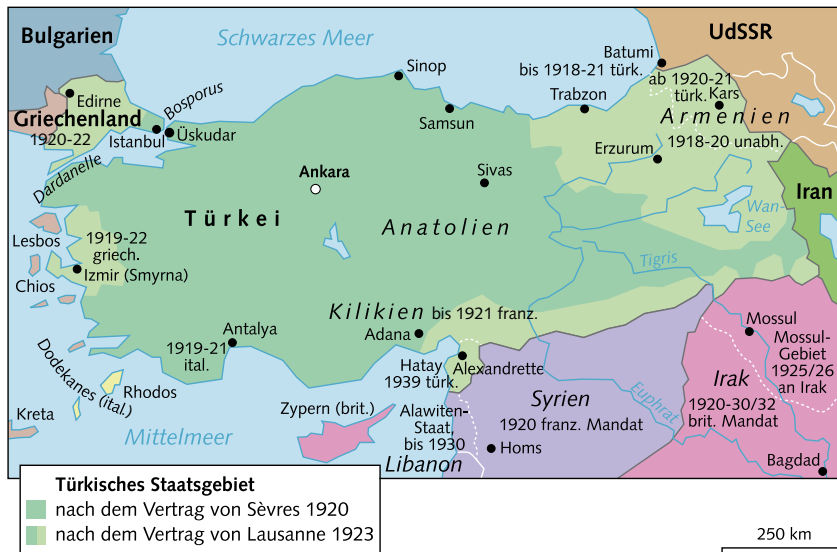 Bulgarien
Schwarzes Meer
UdSSR
Batumi
bis 1918-21 türk.
Sinop
ab 1920-21
türk.
Kars
Trabzon
Edirne
Bosporus
Griechenland
1920-22
Istanbul
Üskudar
Samsun
Armenien
1918-20 unabh.
Erzurum
Dardanelle
Ankara
Sivas
Iran
Türkei
Anatolien
Wan-
See
Lesbos
1919-22
griech.
Izmir (Smyrna)
Tigris
Chios
Kilikien bis 1921 franz.
Antalya
1919-21
ital.
Adana
Mossul
Mossul-
Gebiet
1925/26
an Irak
Dodekanes (ital.)
Rhodos
Hatay
1939 türk.
Alexandrette
Syrien
1920 franz. Mandat
Euphrat
Irak
1920-30/32
brit. Mandat
Kreta
Zypern (brit.)
Alawiten-
Staat,
bis 1930
Mittelmeer
Homs
Libanon
Bagdad
Türkisches Staatsgebiet
nach dem Vertrag von Sèvres 1920
nach dem Vertrag von Lausanne 1923
250 km